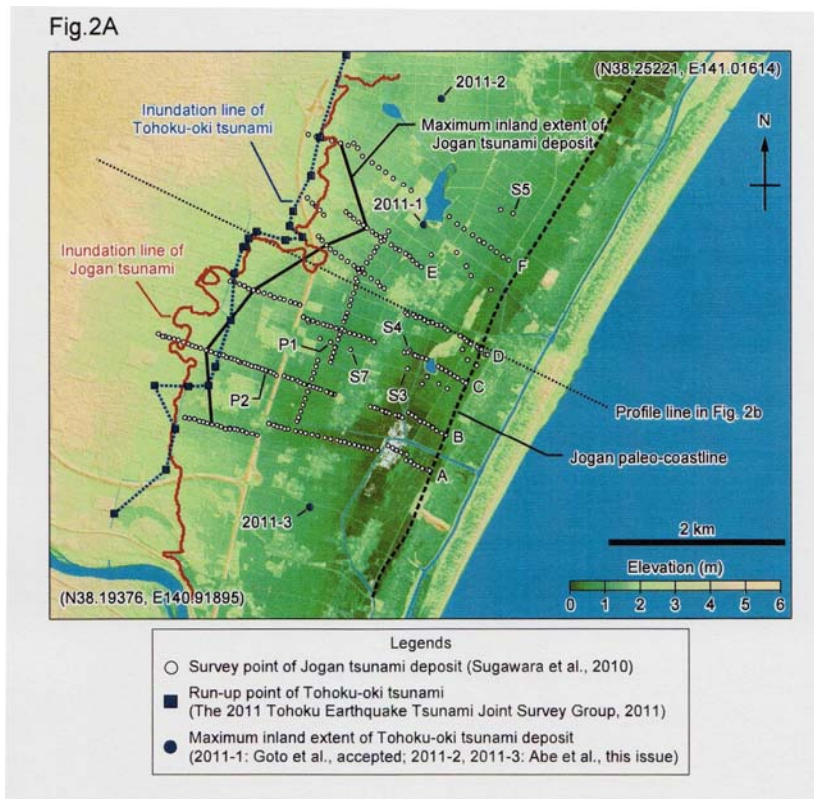 Fig.2A
(N38.25221, E141.01614)
2011-2
Inundation line of
Tohoku-oki tsunami
Maximum inland extent of
Jogan tsunami deposit
N
S5
2011-1
Inundation line of
Jogan tsunami
E
F
S4
P1
D
S7
S3
C
P2
Profile line in Fig. 2b
B
Jogan paleo-coastline
A
2011-3
2 km
Elevation (m)
0 1 2 3 4 5 6
(N38.19376, E140.91895)
Legends
Survey point of Jogan tsunami deposit (Sugawara et al., 2010)
Run-up point of Tohoku-oki tsunami
(The 2011 Tohoku Earthquake Tsunami Joint Survey Group, 2011)
Maximum inland extent of Tohoku-oki tsunami deposit
(2011-1: Goto et al., accepted; 2011-2, 2011-3: Abe et al., this issue)